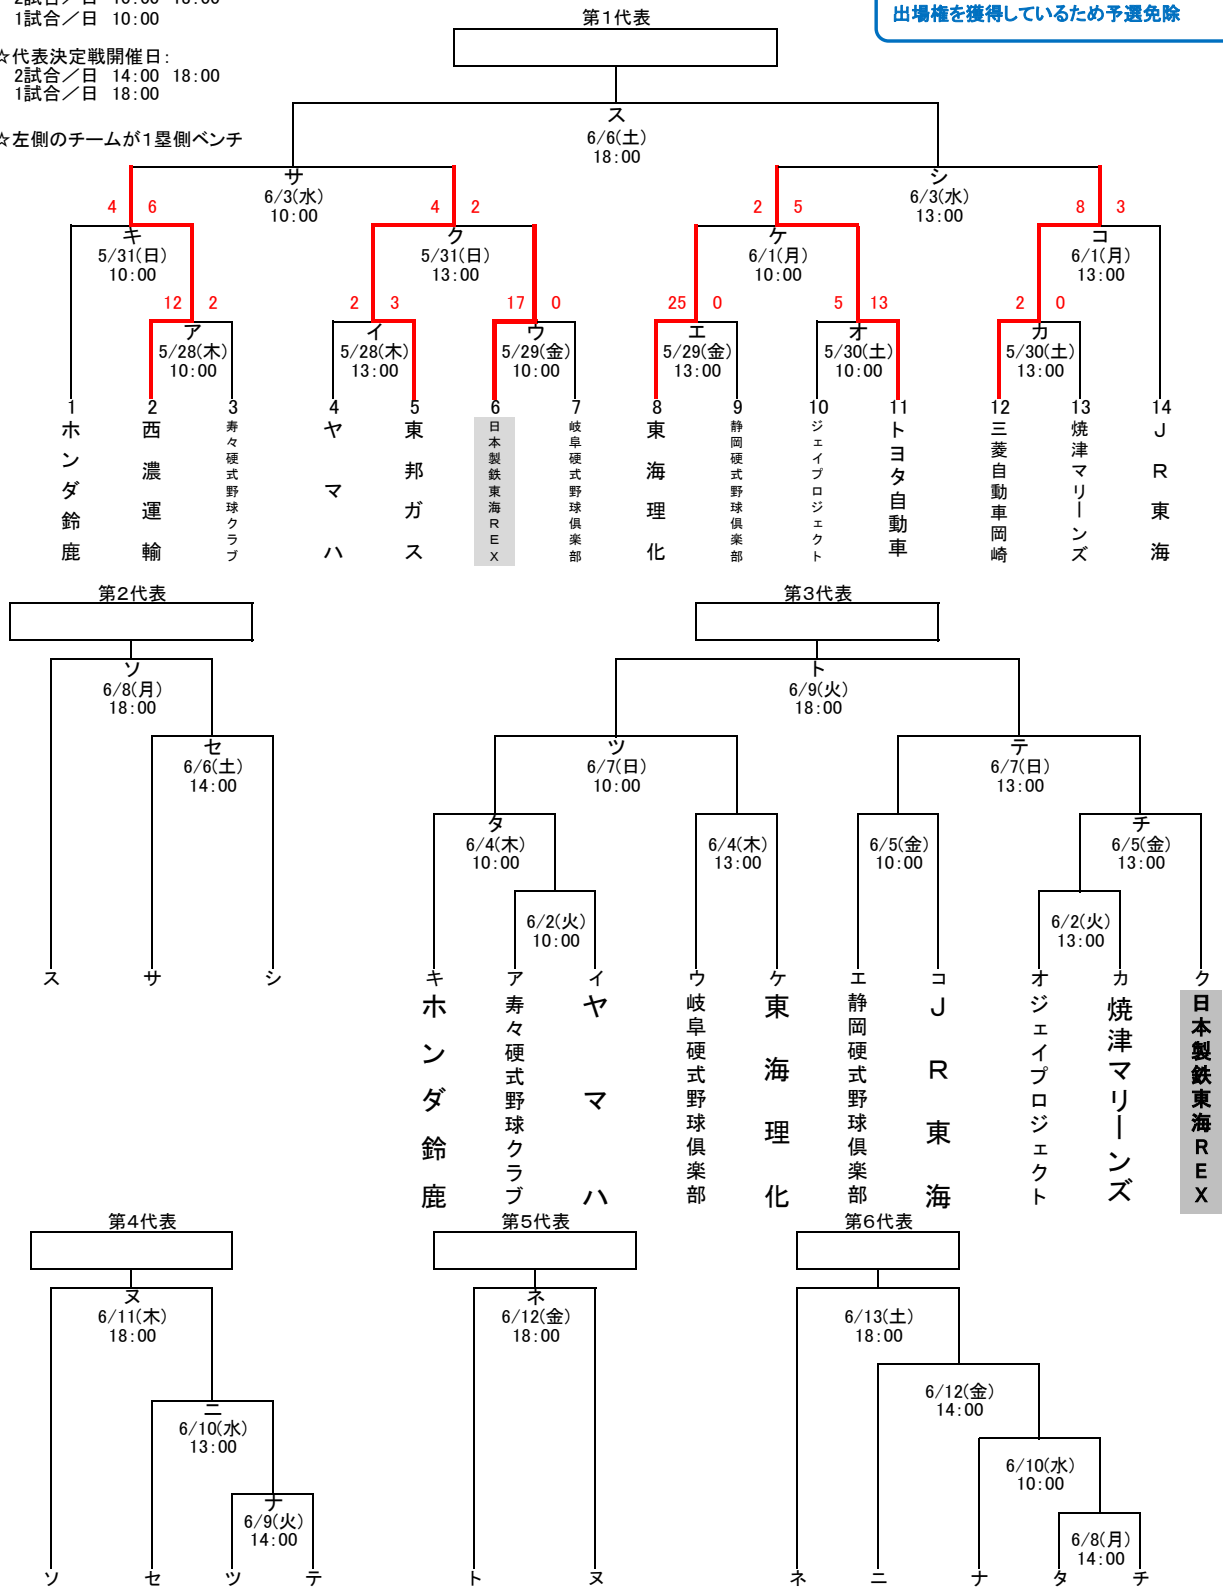 1試合／日 10:00
☆代表決定戦開催日:
2試合／日 14:00 18:00
1試合／日 18:00
☆左側のチームが1塁側ベンチ
出場権を獲得しているため予選免除
第1代表
ス
6/6(土)
18:00
サ
6/3(水)
10:00
シ
6/3(水)
13:00
4 6
キ
5/31(日)
10:00
4 2
ク
5/31(日)
13:00
2 5
ケ
6/1(月)
10:00
8 3
コ
6/1(月)
13:00
12 2
ア
5/28(木)
10:00
2 3
イ
5/28(木)
13:00
17 0
ウ
5/29(金)
10:00
25 0
エ
5/29(金)
13:00
5 13
オ
5/30(土)
10:00
2 0
カ
5/30(土)
13:00
1 ホンダ鈴鹿
2 西濃運輸
3 寿々硬式野球クラブ
4 ヤマハ
5 東邦ガス
6 日本製鉄東海REX
7 岐阜硬式野球倶楽部
8 東海理化
9 静岡硬式野球倶楽部
10 ジェイプロジェクト
11 トヨタ自動車
12 三菱自動車岡崎
13 焼津マリーンズ
14 JR東海
第2代表
ソ
6/8(月)
18:00
セ
6/6(土)
14:00
ス サ シ
第3代表
ト
6/9(火)
18:00
ツ
6/7(日)
10:00
テ
6/7(日)
13:00
タ
6/4(木)
10:00
6/4(木)
13:00
6/5(金)
10:00
チ
6/5(金)
13:00
6/2(火)
10:00
6/2(火)
13:00
キ ホンダ鈴鹿
ア 寿々硬式野球クラブ
イ ヤマハ
ウ 岐阜硬式野球倶楽部
ケ 東海理化
エ 静岡硬式野球倶楽部
コ JR東海
オ ジェイプロジェクト
カ 焼津マリーンズ
ク 日本製鉄東海REX
第4代表
ヌ
6/11(木)
18:00
ニ
6/10(水)
13:00
ナ
6/9(火)
14:00
ソ セ ツ テ
第5代表
ネ
6/12(金)
18:00
ト ヌ
第6代表
6/13(土)
18:00
6/12(金)
14:00
6/10(水)
10:00
6/8(月)
14:00
ネ ニ ナ タ チ